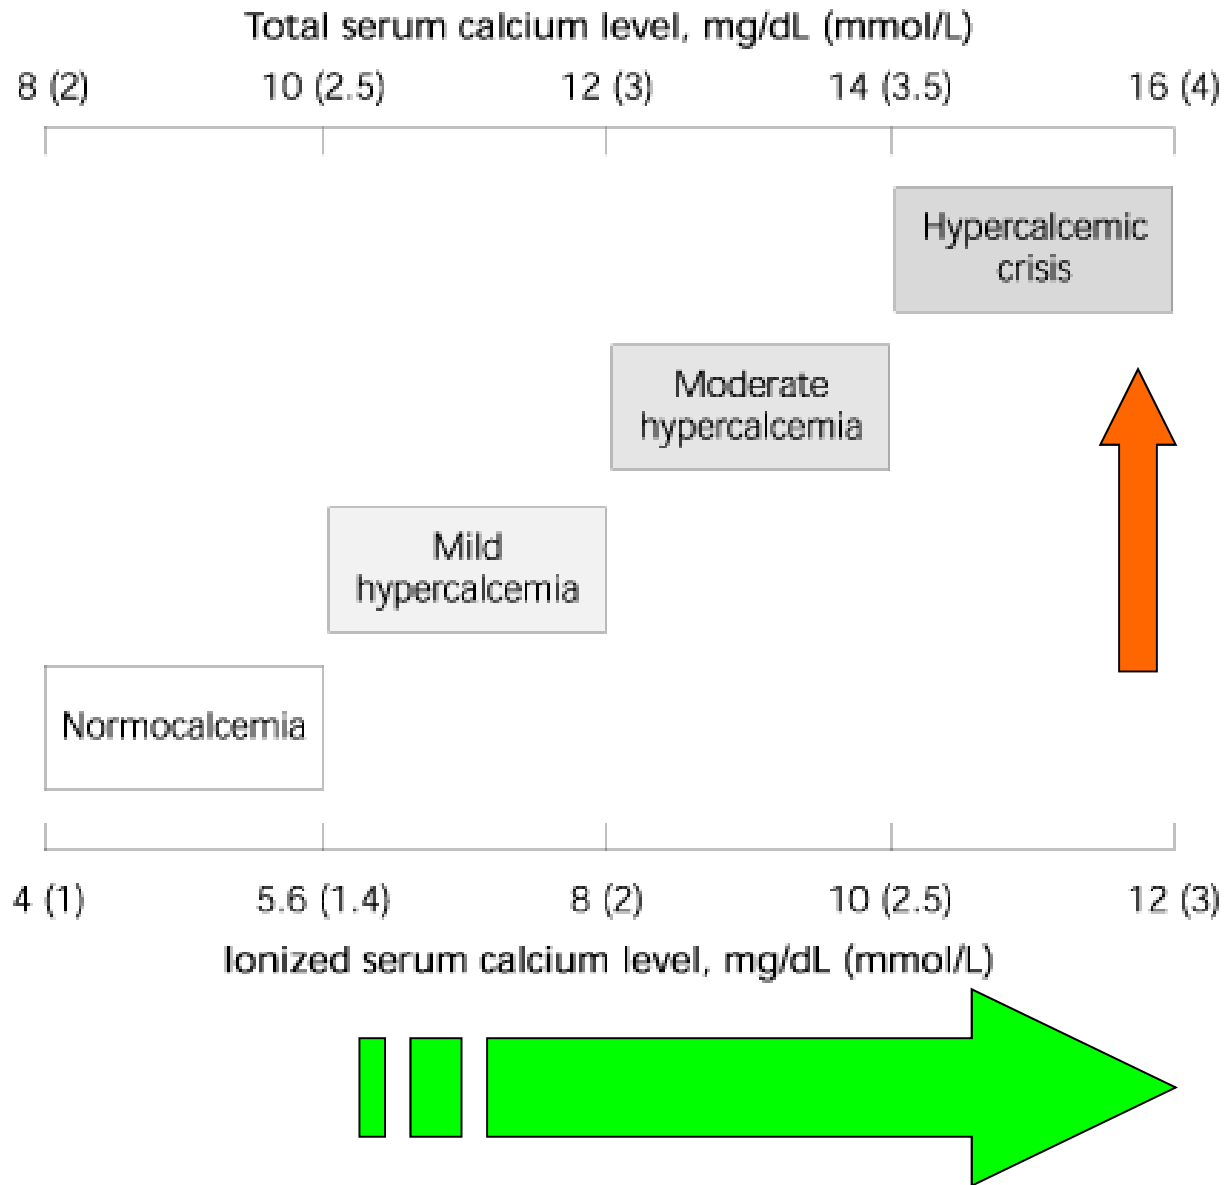 Total serum calcium level, mg/dL (mmol/L)
8 (2) 10 (2.5) 12 (3) 14 (3.5) 16 (4)
Hypercalcemic
crisis
Moderate
hypercalcemia
Mild
hypercalcemia
Normocalcemia
4 (1) 5.6 (1.4) 8 (2) 10 (2.5) 12 (3)
Ionized serum calcium level, mg/dL (mmol/L)